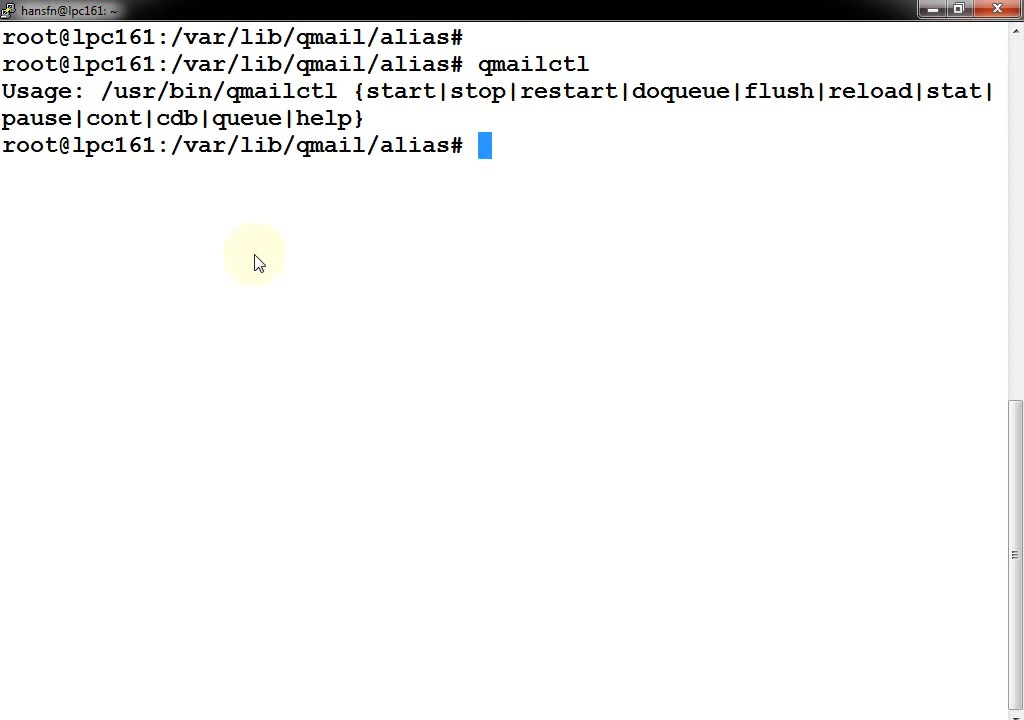 hansfn@lpc161: ~
root@lpc161:/var/lib/qmail/alias#
root@lpc161:/var/lib/qmail/alias# qmailctl
Usage: /usr/bin/qmailctl {start|stop|restart|doqueue|flush|reload|stat|
pause|cont|cdb|queue|help}
root@lpc161:/var/lib/qmail/alias#